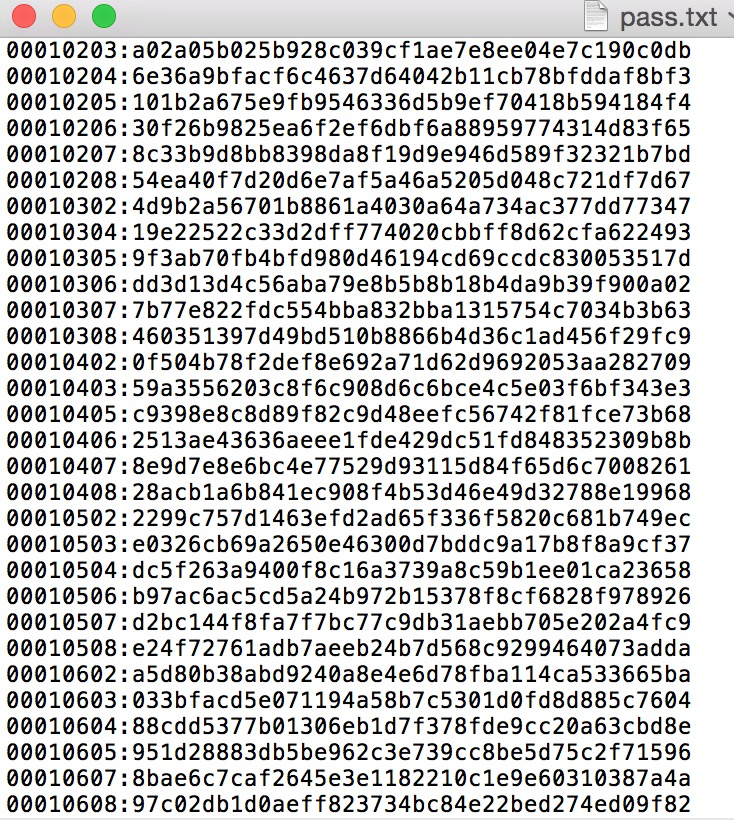 pass.txt
00010203:a02a05b025b928c039cf1ae7e8ee04e7c190c0db
00010204:6e36a9bfacf6c4637d64042b11cb78bfddaf8bf3
00010205:101b2a675e9fb9546336d5b9ef70418b594184f4
00010206:30f26b9825ea6f2ef6dbf6a88959774314d83f65
00010207:8c33b9d8bb8398da8f19d9e946d589f32321b7bd
00010208:54ea40f7d20d6e7af5a46a5205d048c721df7d67
00010302:4d9b2a56701b8861a4030a64a734ac377dd77347
00010304:19e22522c33d2dff774020cbbff8d62cfa622493
00010305:9f3ab70fb4bfd980d46194cd69ccdc830053517d
00010306:dd3d13d4c56aba79e8b5b8b18b4da9b39f900a02
00010307:7b77e822fdc554bba832bba1315754c7034b3b63
00010308:460351397d49bd510b8866b4d36c1ad456f29fc9
00010402:0f504b78f2def8e692a71d62d9692053aa282709
00010403:59a3556203c8f6c908d6c6bce4c5e03f6bf343e3
00010405:c9398e8c8d89f82c9d48eefc56742f81fce73b68
00010406:2513ae43636aeee1fde429dc51fd848352309b8b
00010407:8e9d7e8e6bc4e77529d93115d84f65d6c7008261
00010408:28acb1a6b841ec908f4b53d46e49d32788e19968
00010502:2299c757d1463efd2ad65f336f5820c681b749ec
00010503:e0326cb69a2650e46300d7bddc9a17b8f8a9cf37
00010504:dc5f263a9400f8c16a3739a8c59b1ee01ca23658
00010506:b97ac6ac5cd5a24b972b15378f8cf6828f978926
00010507:d2bc144f8fa7f7bc77c9db31aebb705e202a4fc9
00010508:e24f72761adb7aeeb24b7d568c9299464073adda
00010602:a5d80b38abd9240a8e4e6d78fba114ca533665ba
00010603:033bfacd5e071194a58b7c5301d0fd8d885c7604
00010604:88cdd5377b01306eb1d7f378fde9cc20a63cbd8e
00010605:951d28883db5be962c3e739cc8be5d75c2f71596
00010607:8bae6c7caf2645e3e1182210c1e9e60310387a4a
00010608:97c02db1d0aeff823734bc84e22bed274ed09f82